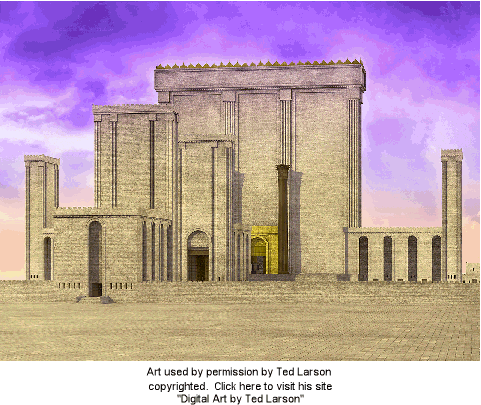 Art used by permission by Ted Larson
copyrighted. Click here to visit his site
"Digital Art by Ted Larson"